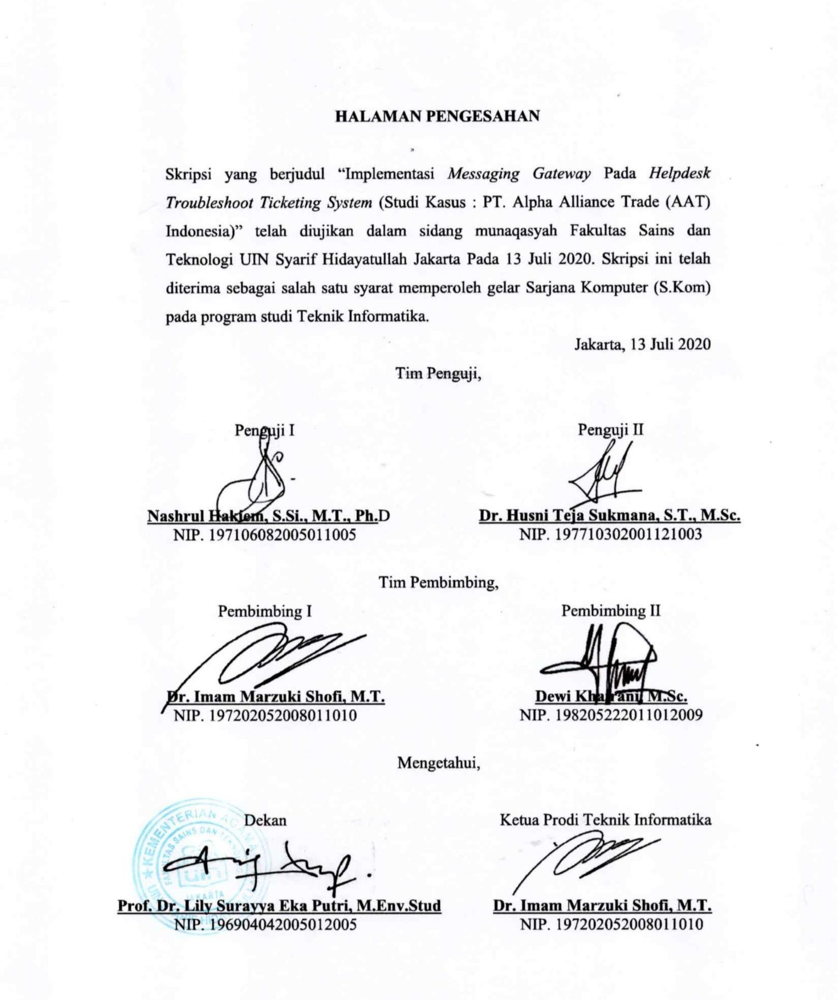 HALAMAN PENGESAHAN
Skripsi yang berjudul “Implementasi Messaging Gateway Pada Helpdesk
Troubleshoot Ticketing System (Studi Kasus : PT. Alpha Alliance Trade (AAT)
Indonesia)” telah diujikan dalam sidang munaqasyah Fakultas Sains dan
Teknologi UIN Syarif Hidayatullah Jakarta Pada 13 Juli 2020. Skripsi ini telah
diterima sebagai salah satu syarat memperoleh gelar Sarjana Komputer (S.Kom)
pada program studi Teknik Informatika.
Jakarta, 13 Juli 2020
Tim Penguji,
Penguji I
Penguji II
Nashrul Hakiem, S.Si., M.T., Ph.D
Dr. Husni Teja Sukmana, S.T., M.Sc.
NIP. 197106082005011005
NIP. 197710302001121003
Tim Pembimbing,
Pembimbing I
Pembimbing II
Dr. Imam Marzuki Shofi, M.T.
Dewi Khairani, M.Sc.
NIP. 197202052008011010
NIP. 198205222011012009
Mengetahui,
KEMENTERIAN AGAMA
FAKULTAS SAINS DAN TEKNOLOGI
UIN
JAKARTA
Dekan
Ketua Prodi Teknik Informatika
Prof. Dr. Lily Surayya Eka Putri, M.Env.Stud
Dr. Imam Marzuki Shofi, M.T.
NIP. 196904042005012005
NIP. 197202052008011010